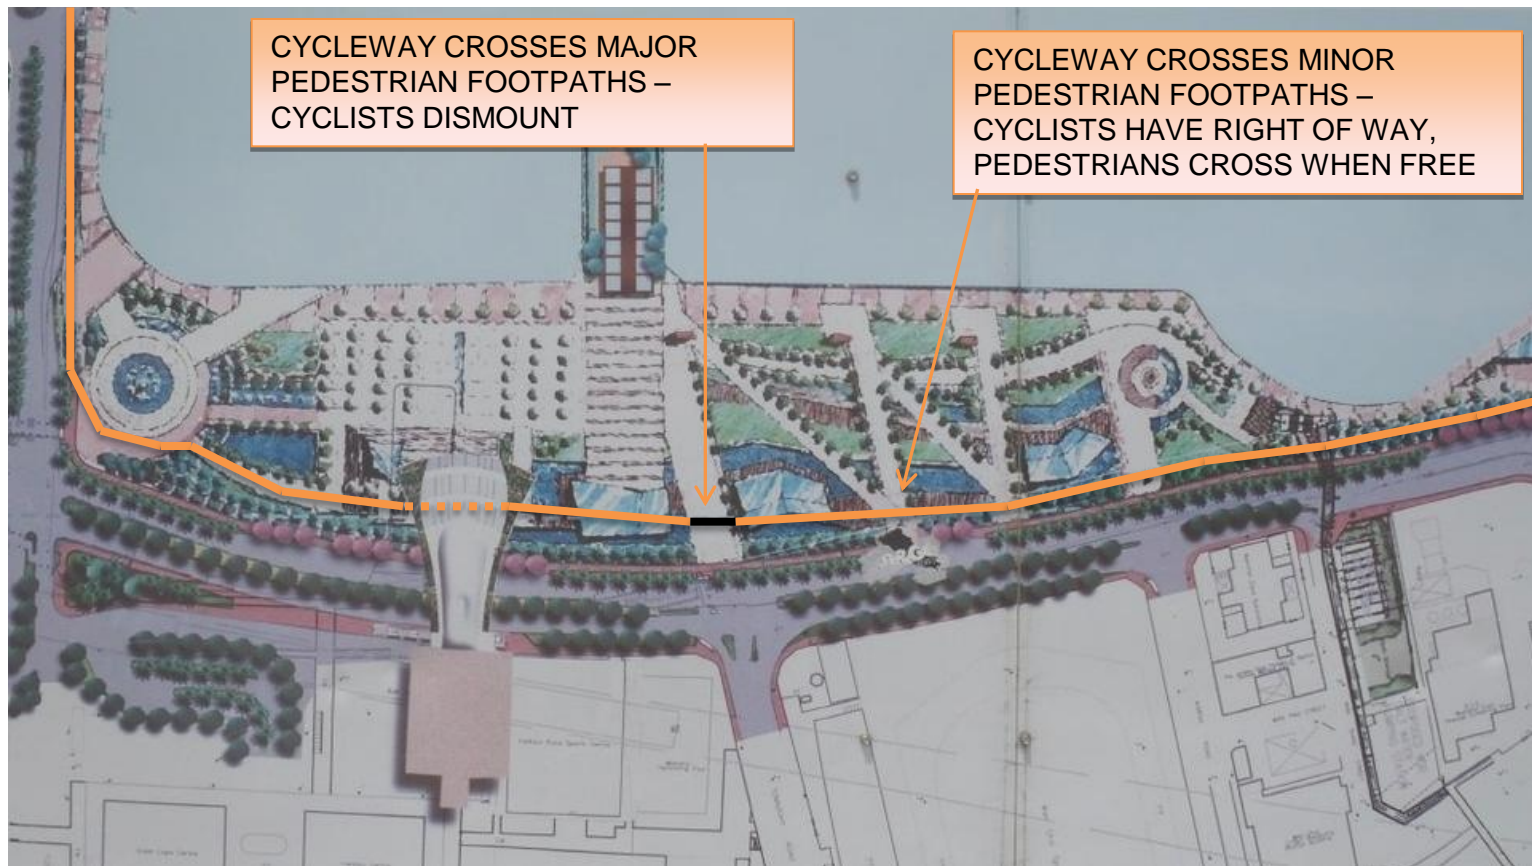 CYCLEWAY CROSSES MAJOR
PEDESTRIAN FOOTPATHS –
CYCLISTS DISMOUNT
CYCLEWAY CROSSES MINOR
PEDESTRIAN FOOTPATHS –
CYCLISTS HAVE RIGHT OF WAY,
PEDESTRIANS CROSS WHEN FREE